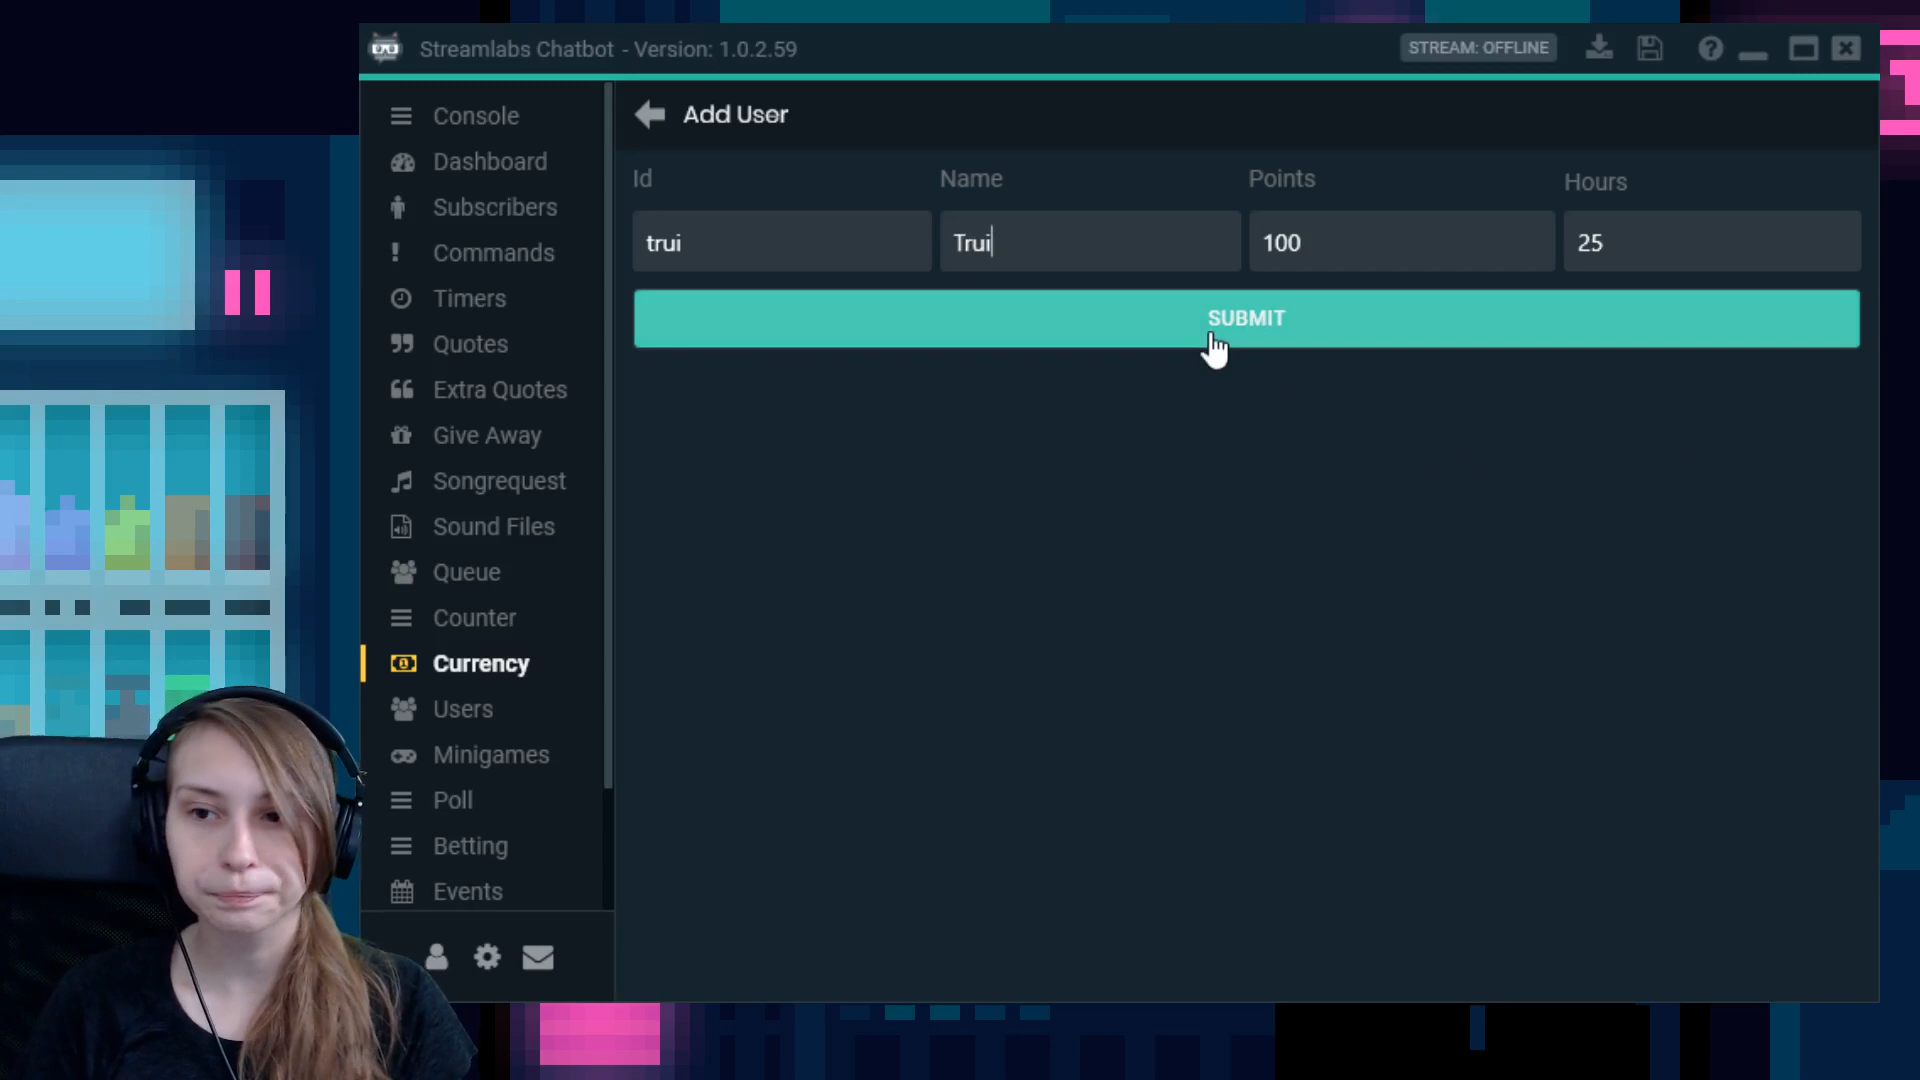 Streamlabs Chatbot - Version: 1.0.2.59
STREAM: OFFLINE
Console
Dashboard
Subscribers
Commands
Timers
Quotes
Extra Quotes
Give Away
Songrequest
Sound Files
Queue
Counter
Currency
Users
Minigames
Poll
Betting
Events
Add User
Id
Name
Points
Hours
trui
Trui
100
25
SUBMIT